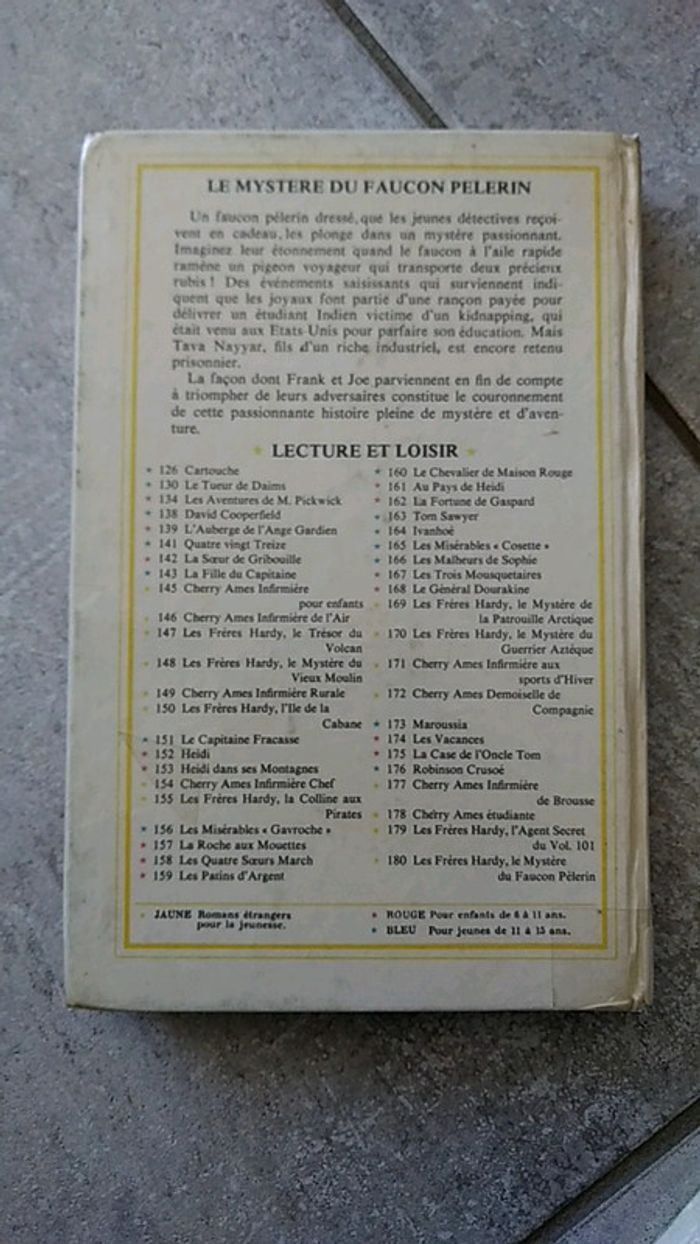 LE MYSTERE DU FAUCON PELERIN
Un faucon pélerin dressé, que les jeunes détectives reçoi-
vent en cadeau, les plonge dans un mystère passionnant.
Imaginez leur étonnement quand le faucon à l'aile rapide
ramène un pigeon voyageur qui transporte deux précieux
rubis ! Des événements saisissants qui surviennent indi-
quent que les joyaux font partie d'une rançon payée pour
délivrer un étudiant Indien victime d'un kidnapping, qui
était venu aux Etats-Unis pour parfaire son éducation. Mais
Tava Nayyar, fils d'un riche industriel, est encore retenu
prisonnier.
La façon dont Frank et Joe parviennent en fin de compte
à triompher de leurs adversaires constitue le couronnement
de cette passionnante histoire pleine de mystère et d'aven-
ture.
LECTURE ET LOISIR
126 Cartouche
130 Le Tueur de Daims
134 Les Aventures de M. Pickwick
138 David Cooperfield
139 L'Auberge de l'Ange Gardien
141 Quatre vingt Treize
142 La Sœur de Gribouille
143 La Fille du Capitaine
145 Cherry Ames Infirmière
pour enfants
146 Cherry Ames Infirmière de l'Air
147 Les Frères Hardy, le Trésor du
Volcan
148 Les Frères Hardy, le Mystère du
Vieux Moulin
149 Cherry Ames Infirmière Rurale
150 Les Frères Hardy, l'Ile de la
Cabane
151 Le Capitaine Fracasse
152 Heidi
153 Heidi dans ses Montagnes
154 Cherry Ames Infirmière Chef
155 Les Frères Hardy, la Colline aux
Pirates
156 Les Misérables « Gavroche »
157 La Roche aux Mouettes
158 Les Quatre Sœurs March
159 Les Patins d'Argent
160 Le Chevalier de Maison Rouge
161 Au Pays de Heidi
162 La Fortune de Gaspard
163 Tom Sawyer
164 Ivanhoé
165 Les Misérables « Cosette »
166 Les Malheurs de Sophie
167 Les Trois Mousquetaires
168 Le Général Dourakine
169 Les Frères Hardy, le Mystère de
la Patrouille Arctique
170 Les Frères Hardy, le Mystère du
Guerrier Aztèque
171 Cherry Ames Infirmière aux
sports d'Hiver
172 Cherry Ames Demoiselle de
Compagnie
173 Maroussia
174 Les Vacances
175 La Case de l'Oncle Tom
176 Robinson Crusoé
177 Cherry Ames Infirmière
de Brousse
178 Cherry Ames étudiante
179 Les Frères Hardy, l'Agent Secret
du Vol. 101
180 Les Frères Hardy, le Mystère
du Faucon Pèlerin
JAUNE Romans étrangers
pour la jeunesse.
ROUGE Pour enfants de 6 à 11 ans.
BLEU Pour jeunes de 11 à 15 ans.